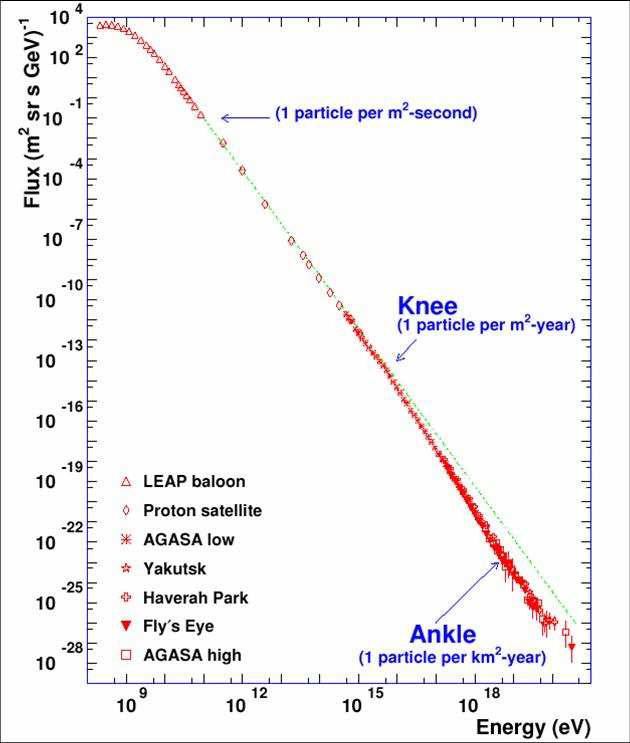 Flux (m² sr s GeV)⁻¹
10⁴
10²
10⁻¹
10⁻⁴
10⁻⁷
10⁻¹⁰
10⁻¹³
10⁻¹⁶
10⁻¹⁹
10⁻²²
10⁻²⁵
10⁻²⁸
(1 particle per m²-second)
Knee
(1 particle per m²-year)
LEAP baloon
Proton satellite
AGASA low
Yakutsk
Haverah Park
Fly's Eye
AGASA high
Ankle
(1 particle per km²-year)
10⁹ 10¹² 10¹⁵ 10¹⁸
Energy (eV)